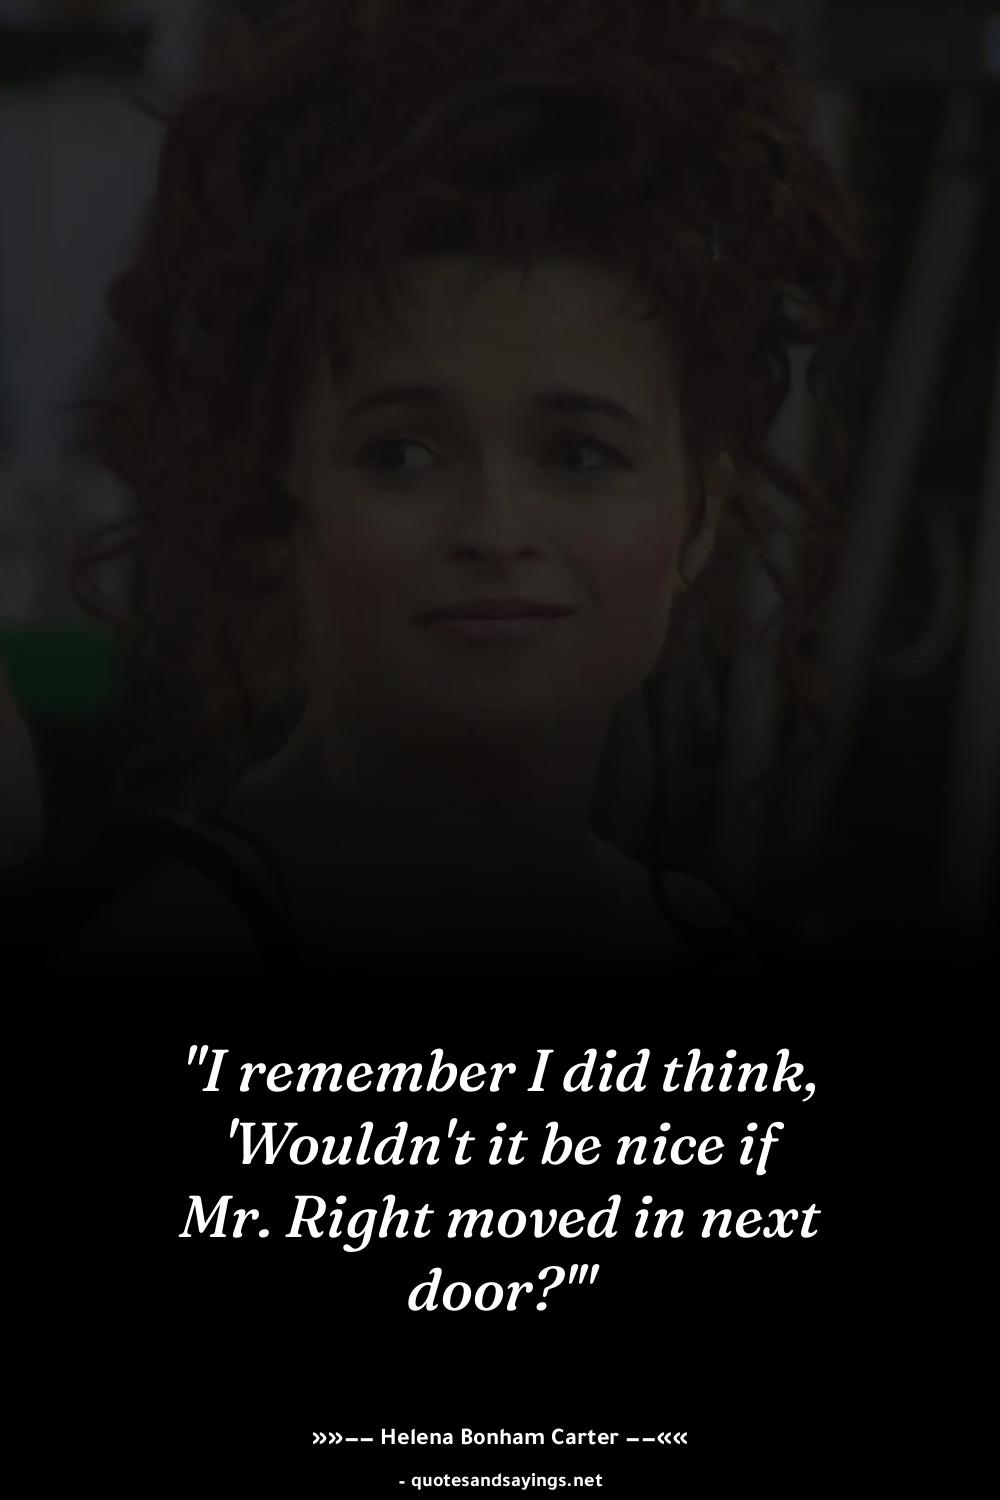 "I remember I did think,
'Wouldn't it be nice if
Mr. Right moved in next
door?'"
»»—— Helena Bonham Carter ——««
- quotesandsayings.net